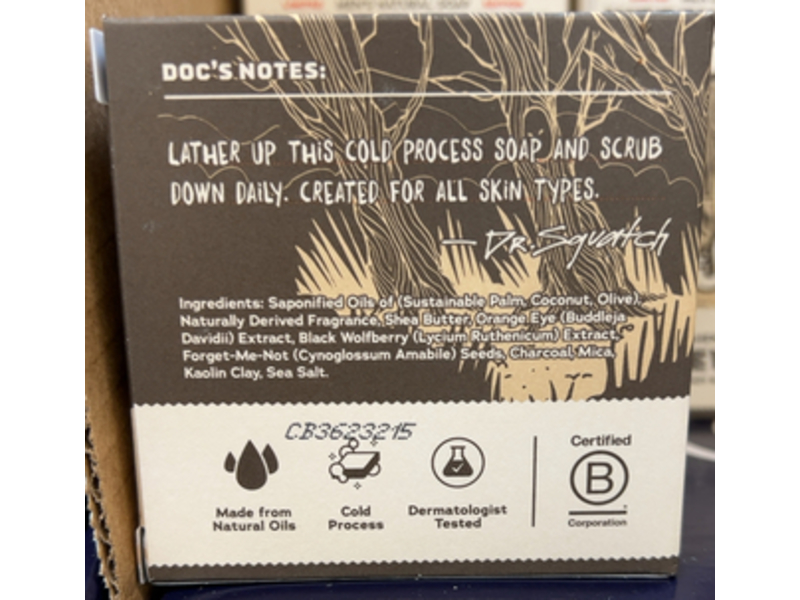 DOC'S NOTES:
LATHER UP THIS COLD PROCESS SOAP AND SCRUB
DOWN DAILY. CREATED FOR ALL SKIN TYPES.
— DR. Squatch
Ingredients: Saponified Oils of (Sustainable Palm, Coconut, Olive),
Naturally Derived Fragrance, Shea Butter, Orange Eye (Buddleja
Davidii) Extract, Black Wolfberry (Lycium Ruthenicum) Extract,
Forget-Me-Not (Cynoglossum Amabile) Seeds, Charcoal, Mica,
Kaolin Clay, Sea Salt.
CB3623215
Made from
Natural Oils
Cold
Process
Dermatologist
Tested
Certified
B
Corporation